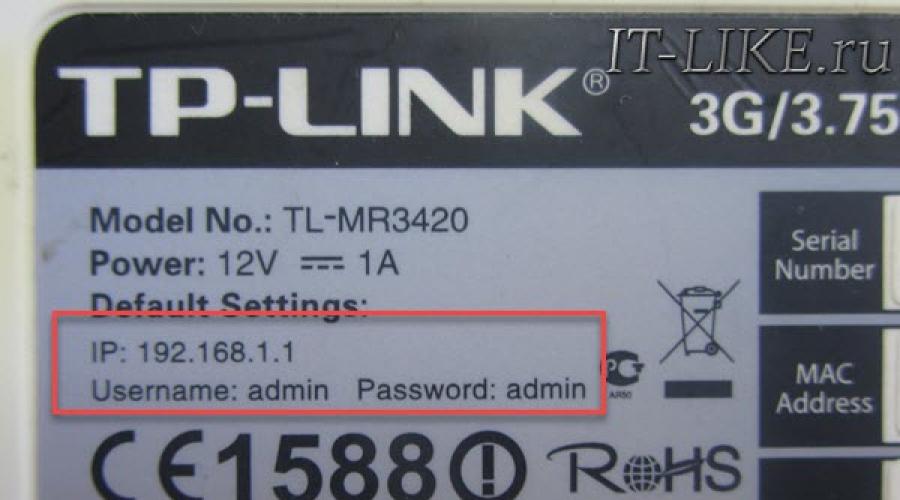 IT-LIKE.ru
TP-LINK®
3G/3.75
Model No.: TL-MR3420
Power: 12V ⎓ 1A
Default Settings:
IP: 192.168.1.1
Username: admin Password: admin
Serial
Number
MAC
Address
CE1588
RoHS